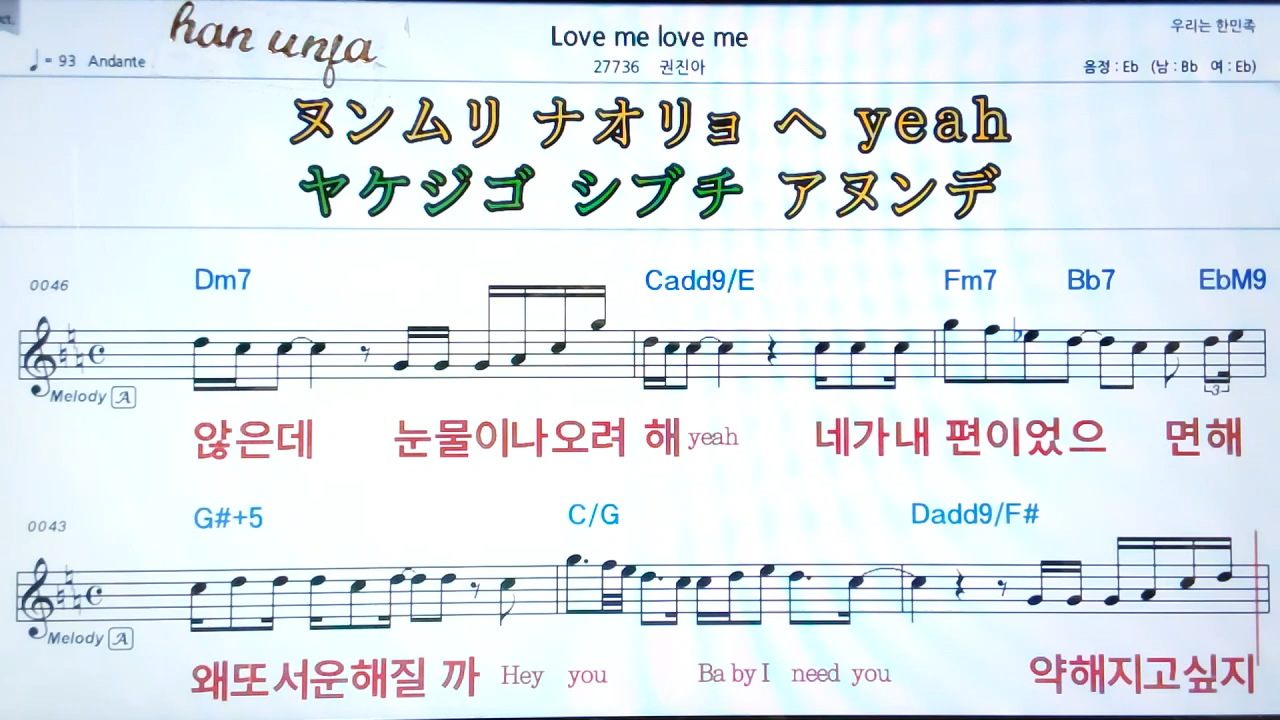 han unfa
Love me love me
우리는 한민족
♩= 93 Andante
27736 권진아
음정 : Eb (남 : Bb 여 : Eb)
ヌンムリ ナオリョ ヘ yeah
ヤケジゴ シプチ アヌンデ
0046 Dm7 Cadd9/E Fm7 Bb7 EbM9
Melody A
3
않은데 눈물이나오려 해 yeah 네가내 편이었으 면해
0043 G#+5 C/G Dadd9/F#
Melody A
왜또서운해질 까 Hey you Ba by I need you 약해지고싶지